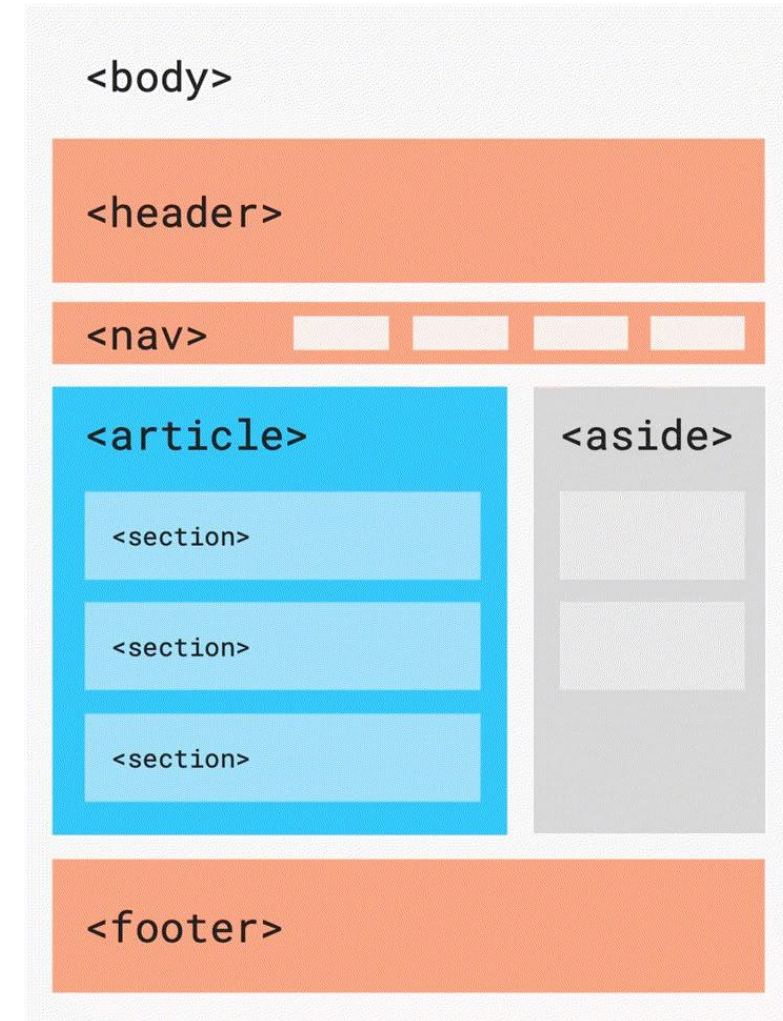 <body>
<header>
<nav>
<article>
<aside>
<section>
<section>
<section>
<footer>